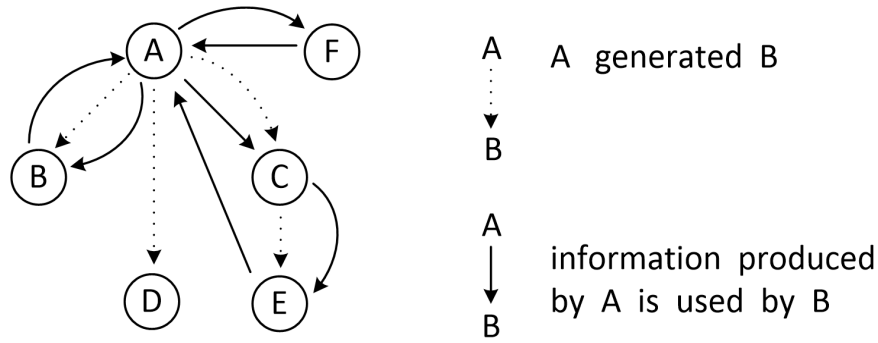 A
F
B
C
D
E
A
A generated B
B
A
information produced
by A is used by B
B